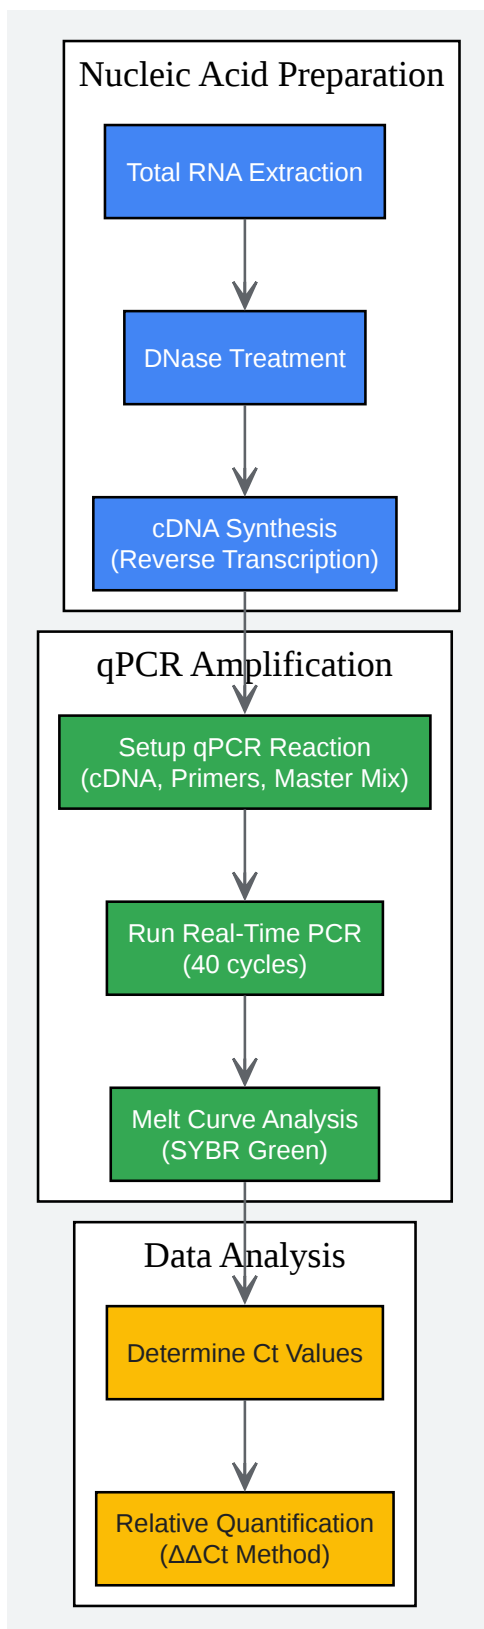 Nucleic Acid Preparation
Total RNA Extraction
DNase Treatment
cDNA Synthesis
(Reverse Transcription)
qPCR Amplification
Setup qPCR Reaction
(cDNA, Primers, Master Mix)
Run Real-Time PCR
(40 cycles)
Melt Curve Analysis
(SYBR Green)
Data Analysis
Determine Ct Values
Relative Quantification
(ΔΔCt Method)